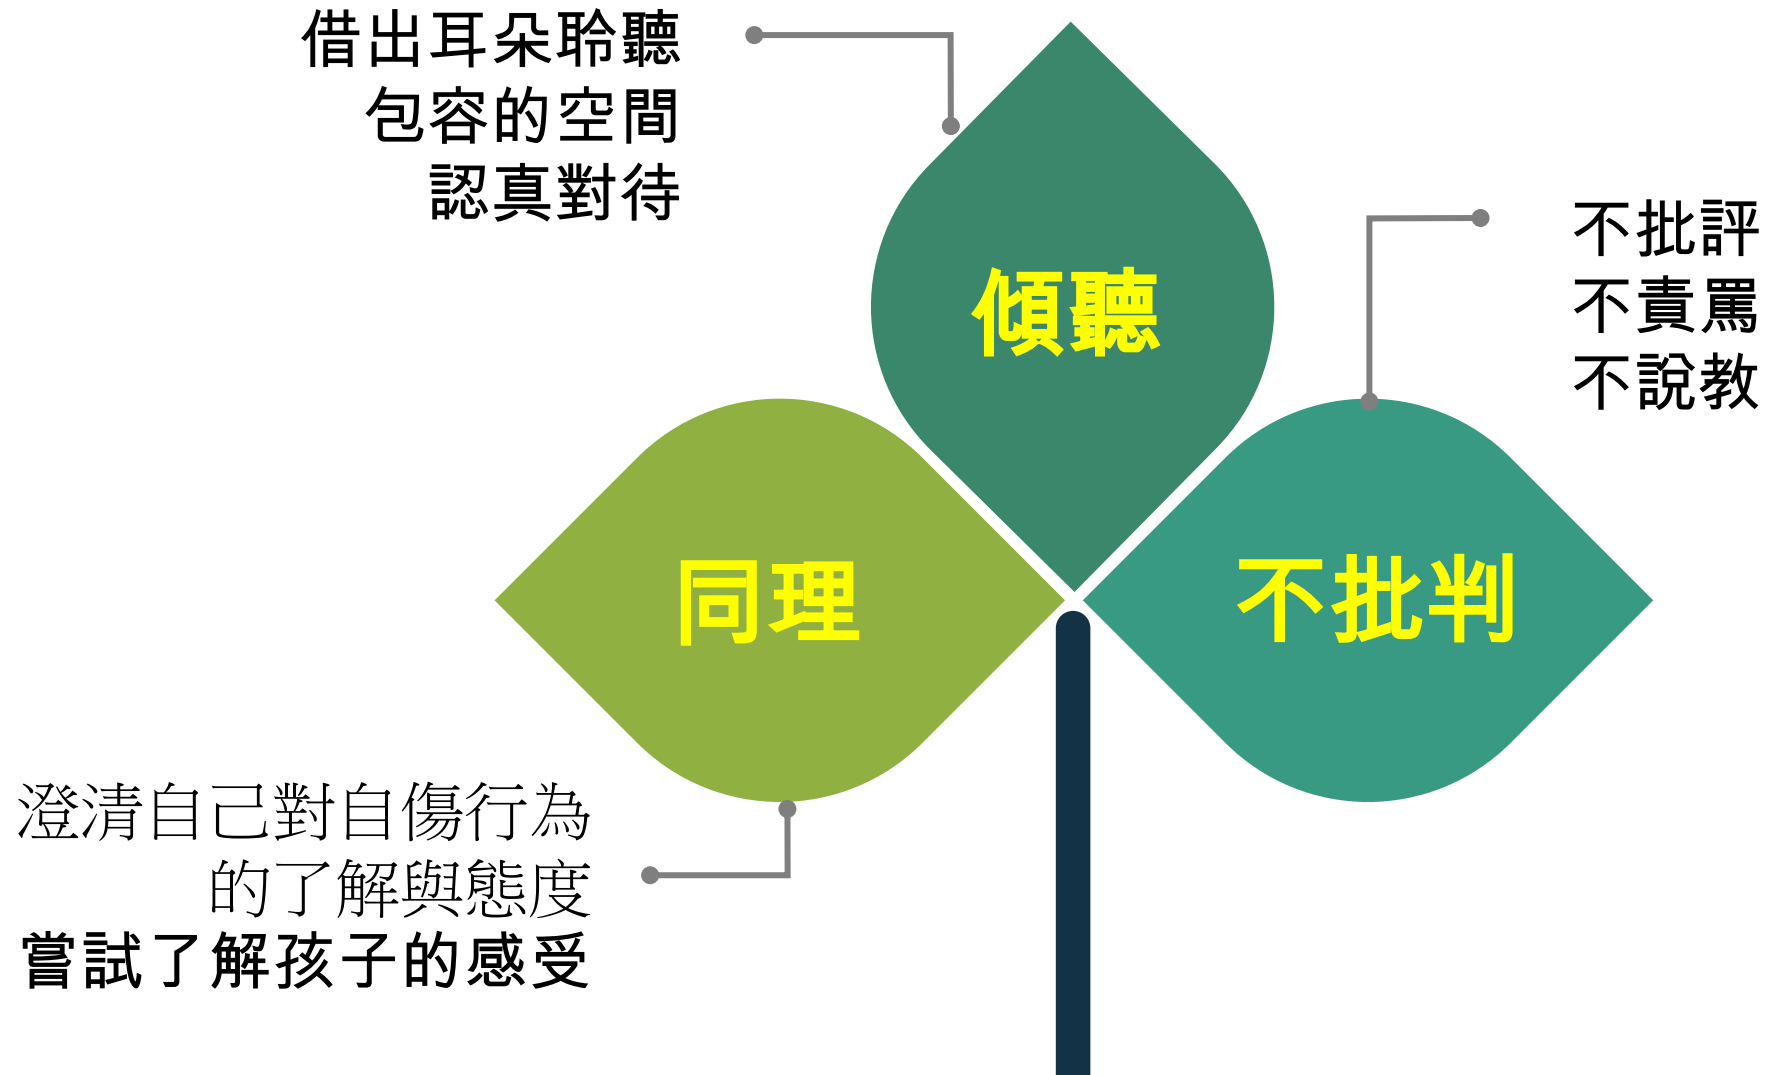 借出耳朵聆聽
包容的空間
認真對待
傾聽
不批評
不責罵
不說教
同理
不批判
澄清自己對自傷行為
的了解與態度
嘗試了解孩子的感受